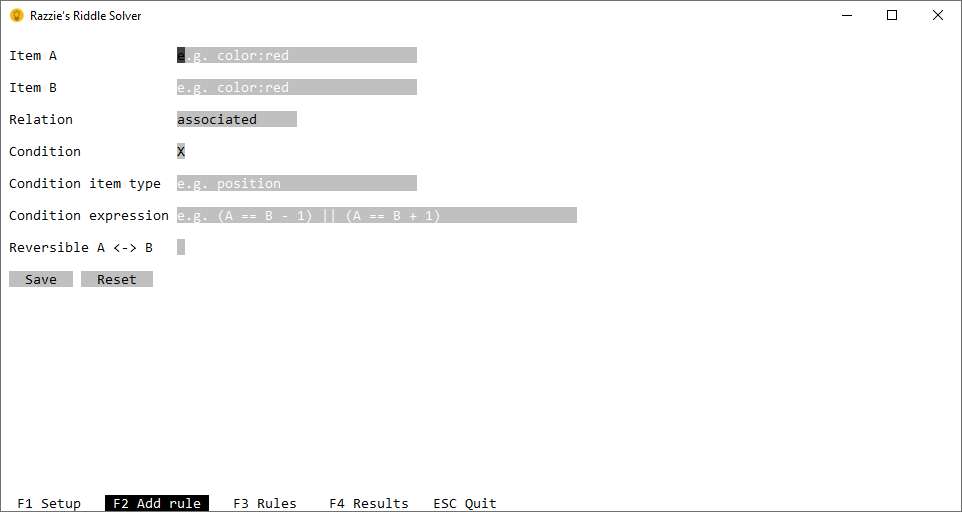 Razzie's Riddle Solver
Item A e.g. color:red
Item B e.g. color:red
Relation associated
Condition X
Condition item type e.g. position
Condition expression e.g. (A == B - 1) || (A == B + 1)
Reversible A <-> B
Save Reset
F1 Setup F2 Add rule F3 Rules F4 Results ESC Quit